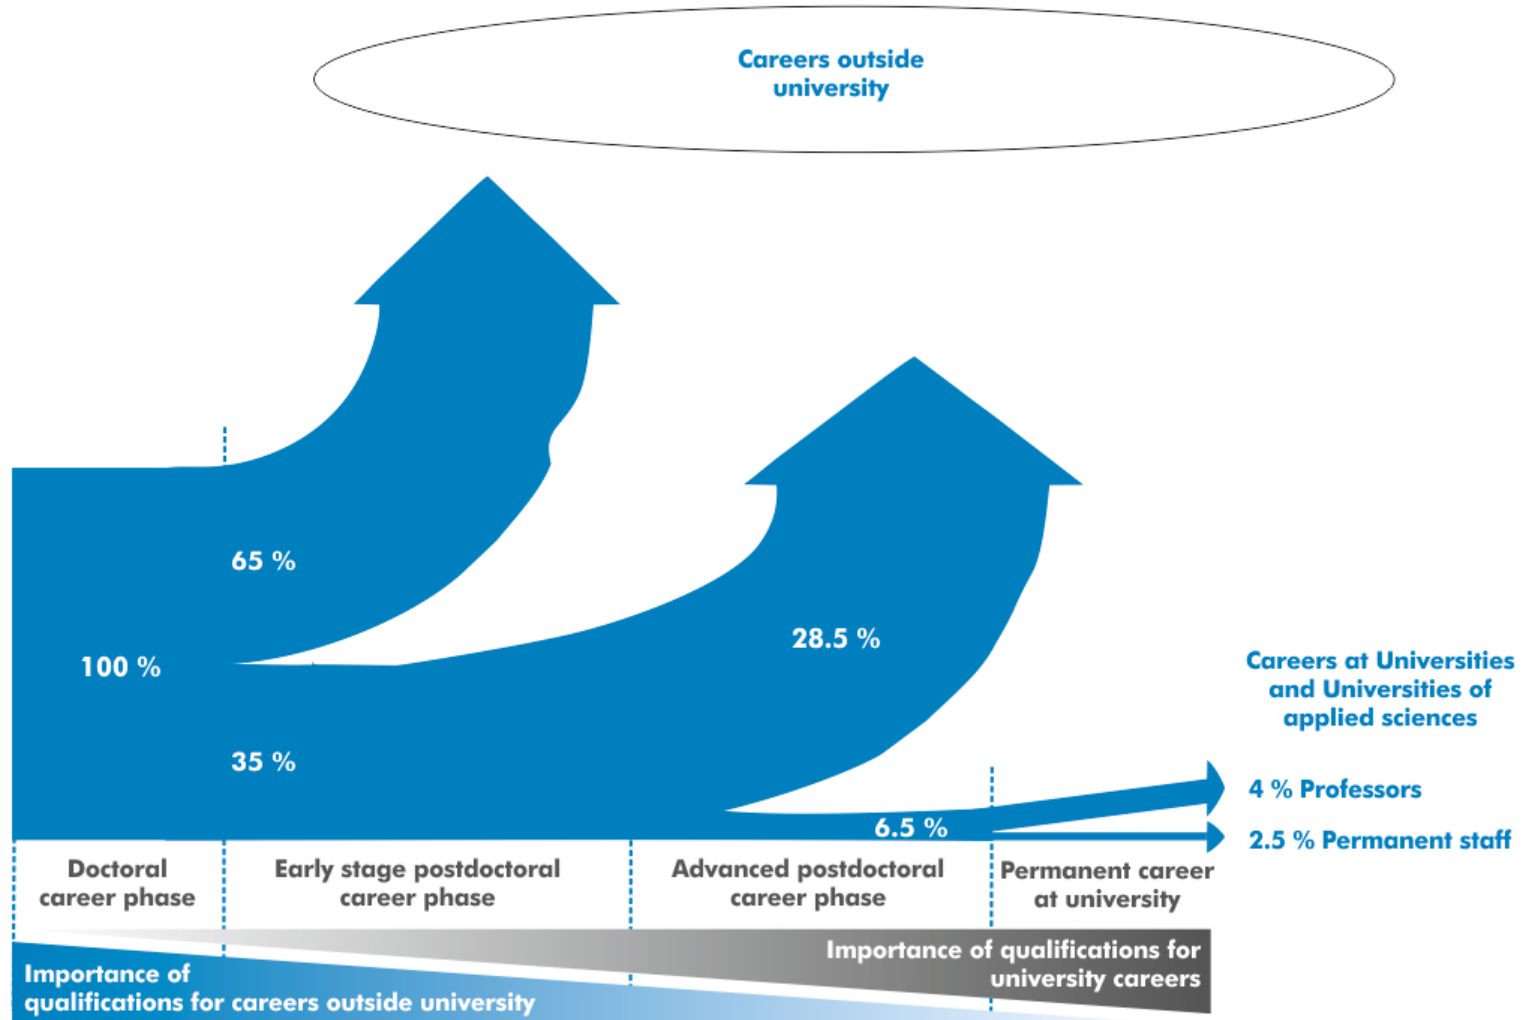 Careers outside
university
65 %
100 %
28.5 %
35 %
6.5 %
Careers at Universities
and Universities of
applied sciences
4 % Professors
2.5 % Permanent staff
Doctoral
career phase
Early stage postdoctoral
career phase
Advanced postdoctoral
career phase
Permanent career
at university
Importance of qualifications for
university careers
Importance of
qualifications for careers outside university